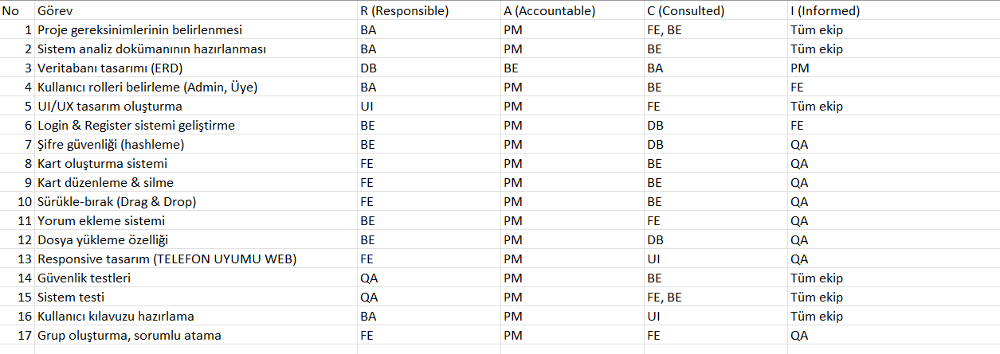 No Görev R (Responsible) A (Accountable) C (Consulted) I (Informed)
1 Proje gereksinimlerinin belirlenmesi BA PM FE, BE Tüm ekip
2 Sistem analiz dokümanının hazırlanması BA PM BE Tüm ekip
3 Veritabanı tasarımı (ERD) DB BE BA PM
4 Kullanıcı rolleri belirleme (Admin, Üye) BA PM BE FE
5 UI/UX tasarım oluşturma UI PM FE Tüm ekip
6 Login & Register sistemi geliştirme BE PM DB FE
7 Şifre güvenliği (hashleme) BE PM DB QA
8 Kart oluşturma sistemi FE PM BE QA
9 Kart düzenleme & silme FE PM BE QA
10 Sürükle-bırak (Drag & Drop) FE PM BE QA
11 Yorum ekleme sistemi BE PM FE QA
12 Dosya yükleme özelliği BE PM DB QA
13 Responsive tasarım (TELEFON UYUMU WEB) FE PM UI QA
14 Güvenlik testleri QA PM BE Tüm ekip
15 Sistem testi QA PM FE, BE Tüm ekip
16 Kullanıcı kılavuzu hazırlama BA PM UI Tüm ekip
17 Grup oluşturma, sorumlu atama FE PM FE QA